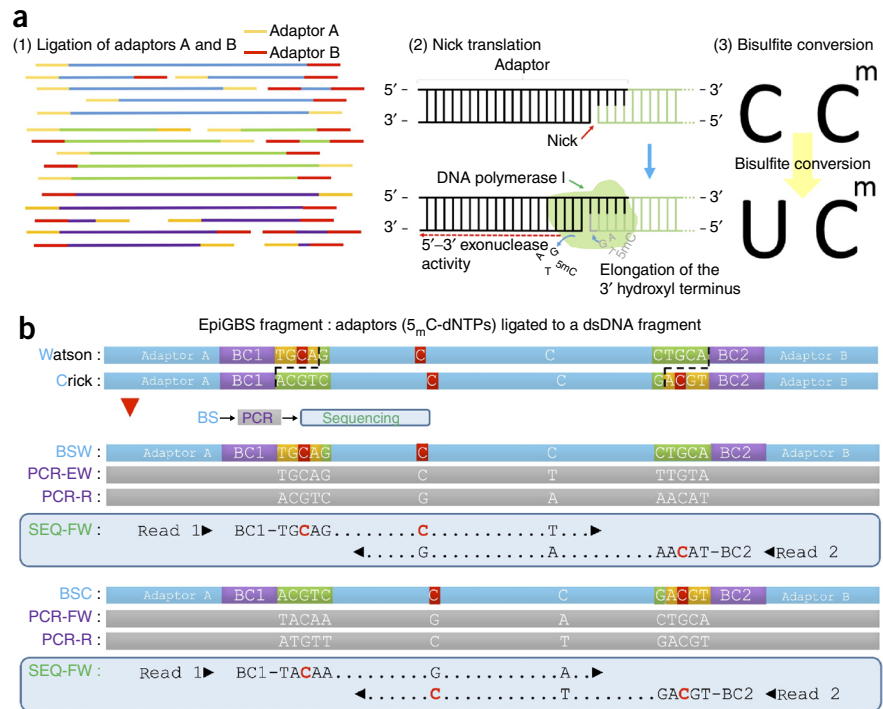 a
Adaptor A
(1) Ligation of adaptors A and B
Adaptor B
(2) Nick translation
Adaptor
5′ – – 3′
3′ – – 5′
Nick
DNA polymerase I
5′ – – 3′
3′ – – 5′
5′–3′ exonuclease activity
A G
T 5mC
G A
T 5mC
Elongation of the
3′ hydroxyl terminus
(3) Bisulfite conversion
C Cm
Bisulfite conversion
U Cm
b
EpiGBS fragment : adaptors (5mC-dNTPs) ligated to a dsDNA fragment
Watson : Adaptor A BC1 TGCAG C C CTGCA BC2 Adaptor B
Crick : Adaptor A BC1 ACGTC C C GACGT BC2 Adaptor B
BS PCR Sequencing
BSW : Adaptor A BC1 TGCAG C C CTGCA BC2 Adaptor B
PCR-EW : TGCAG C T TTGTA
PCR-R : ACGTC G A AACAT
SEQ-FW : Read 1▶ BC1-TGCAG.........C............T...▶
◀.....G............A.........AACAT-BC2 ◀Read 2
BSC : Adaptor A BC1 ACGTC C C GACGT BC2 Adaptor B
PCR-FW : TACAA G A CTGCA
PCR-R : ATGTT C T GACGT
SEQ-FW : Read 1▶ BC1-TACAA..........G............A..▶
◀......C............T........GACGT-BC2 ◀Read 2